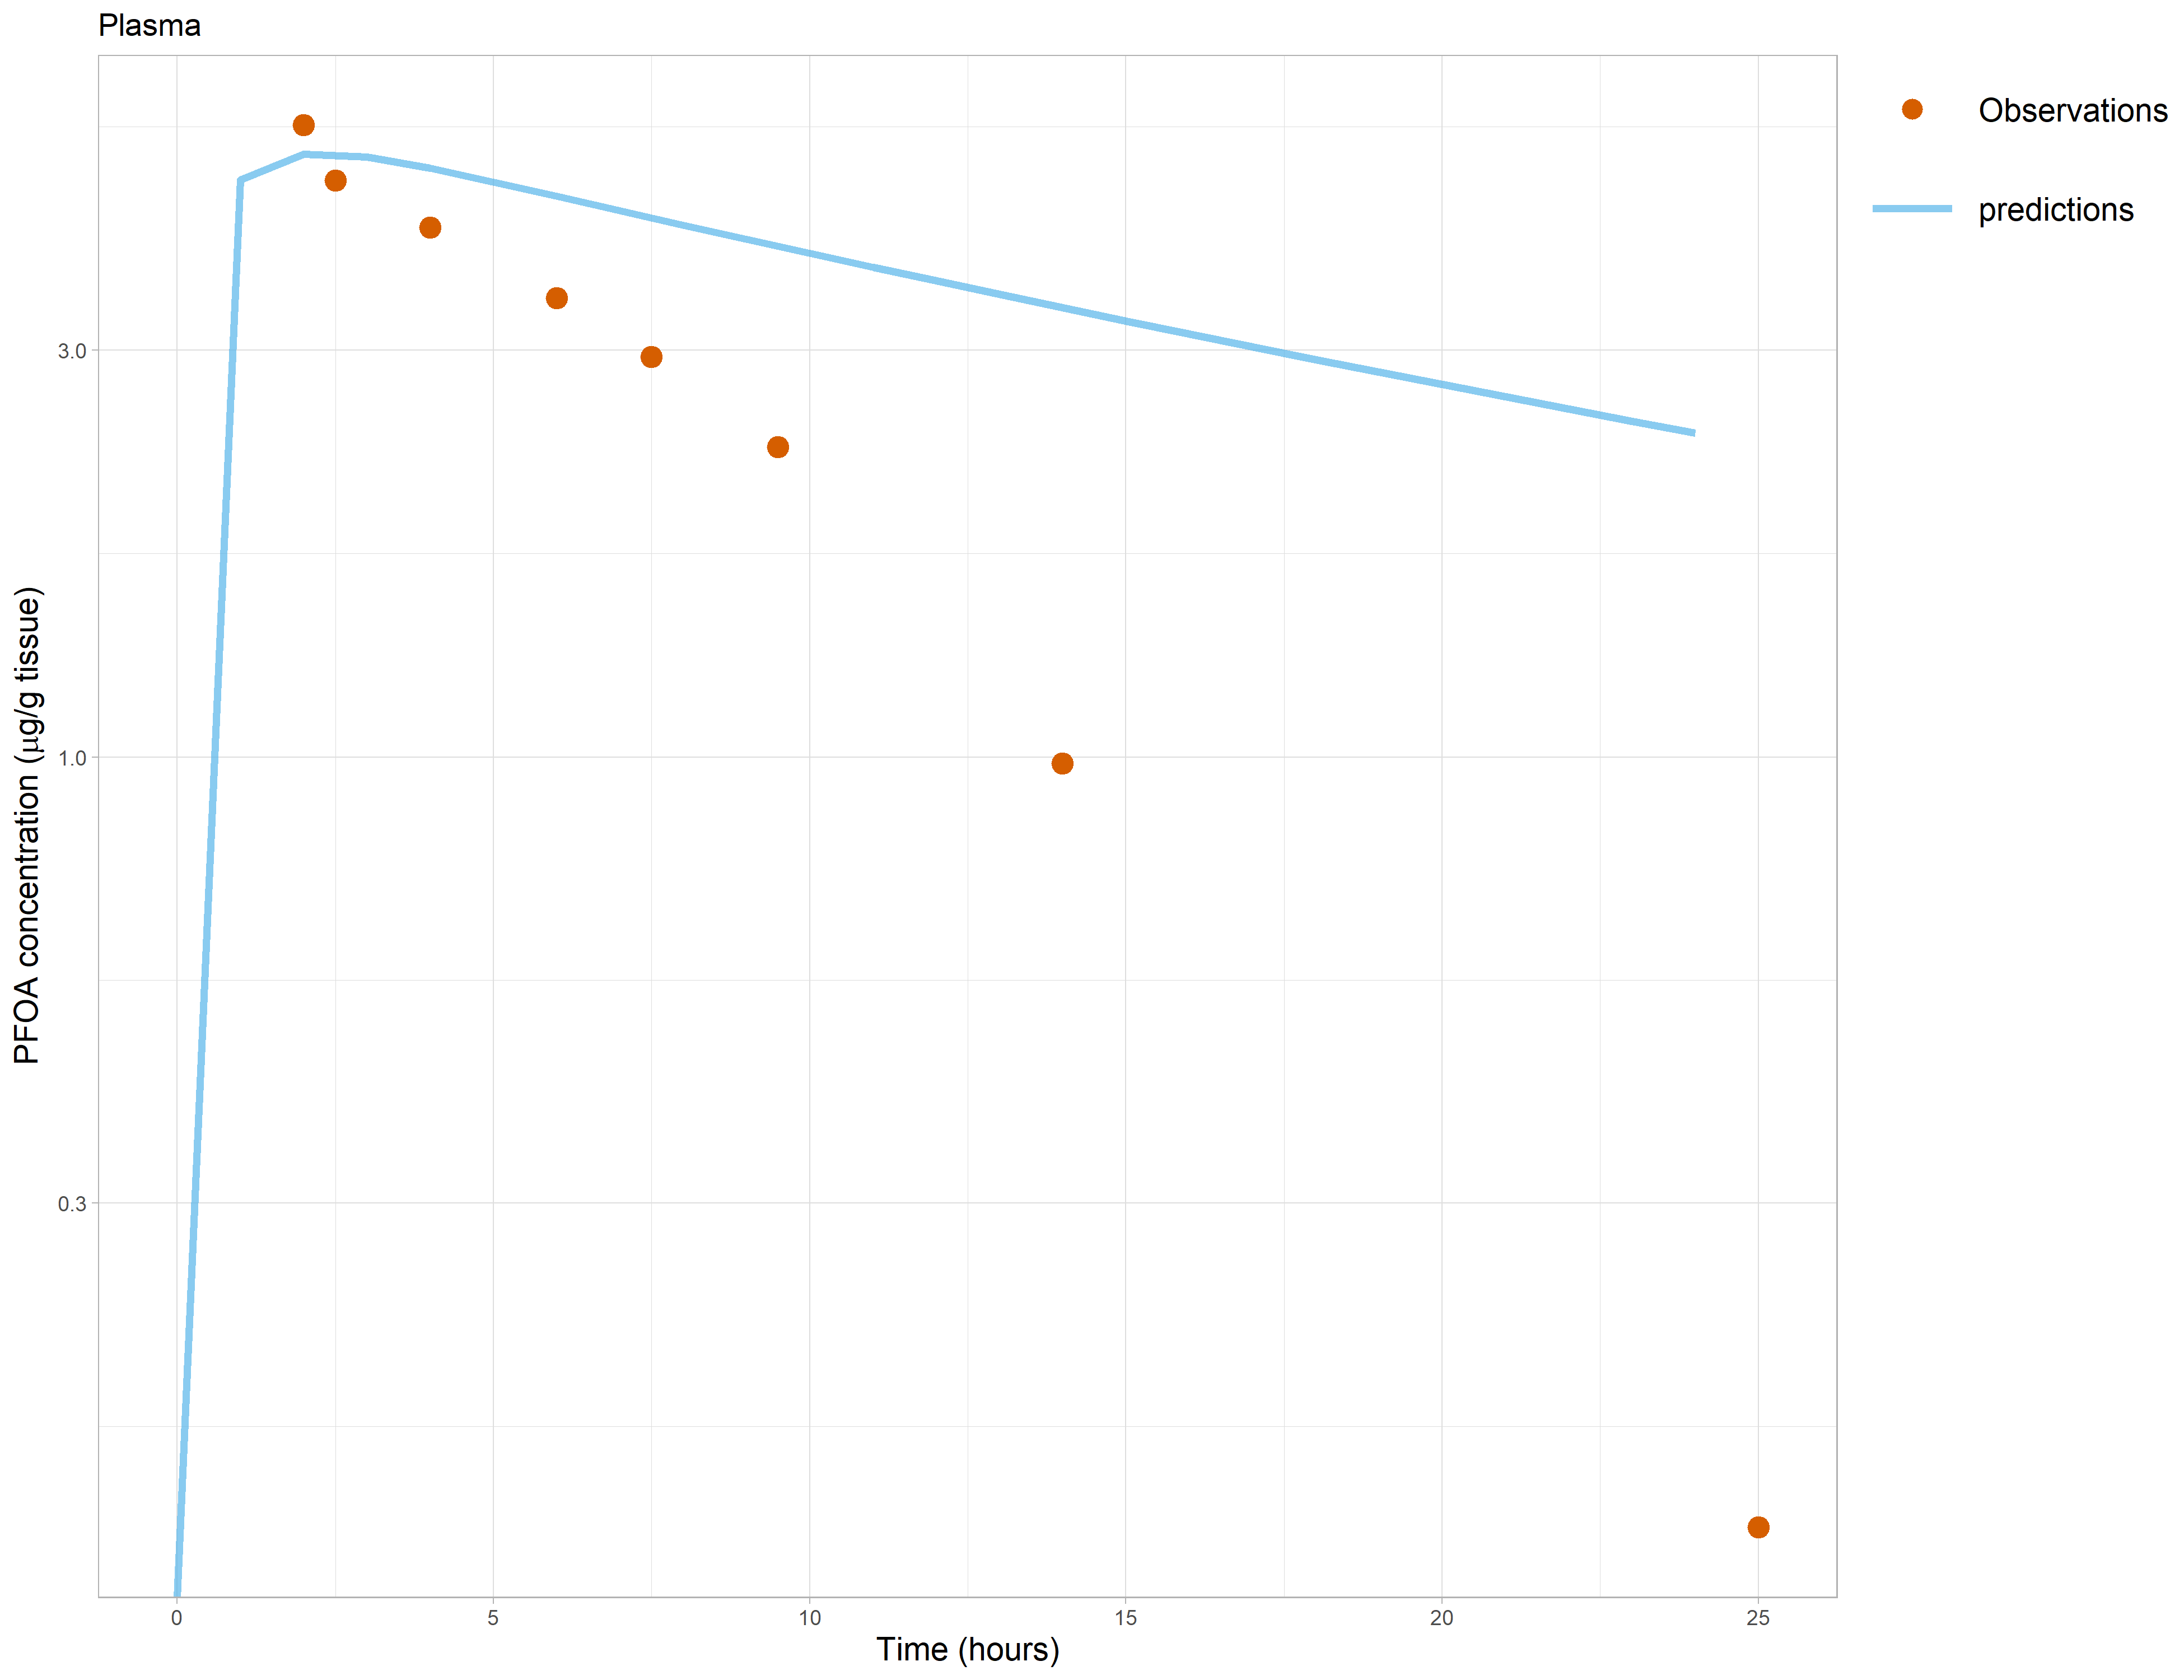 Plasma
Observations
predictions
PFOA concentration (μg/g tissue)
3.0
1.0
0.3
0 5 10 15 20 25
Time (hours)